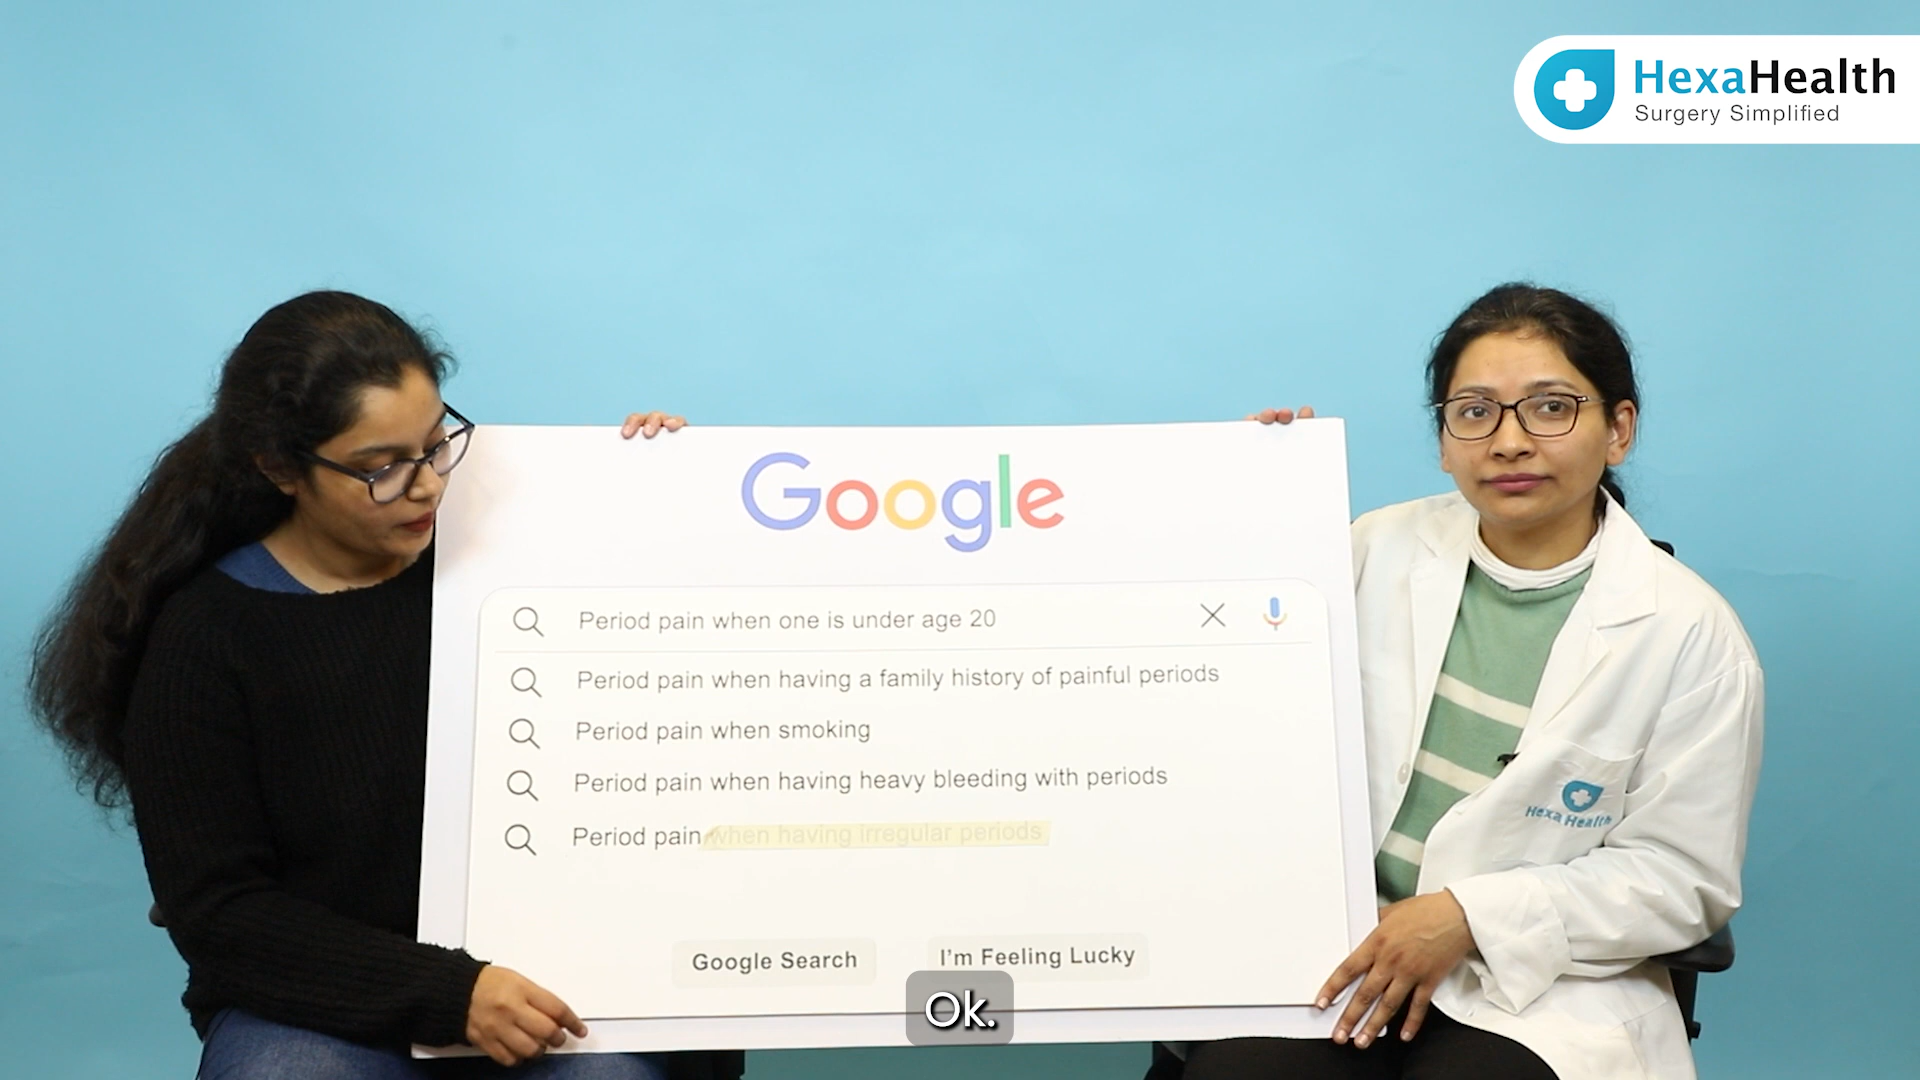 HexaHealth
Surgery Simplified
Google
Period pain when one is under age 20
Period pain when having a family history of painful periods
Period pain when smoking
Period pain when having heavy bleeding with periods
Period pain when having irregular periods
Google Search
I'm Feeling Lucky
Hexa Health
Ok.